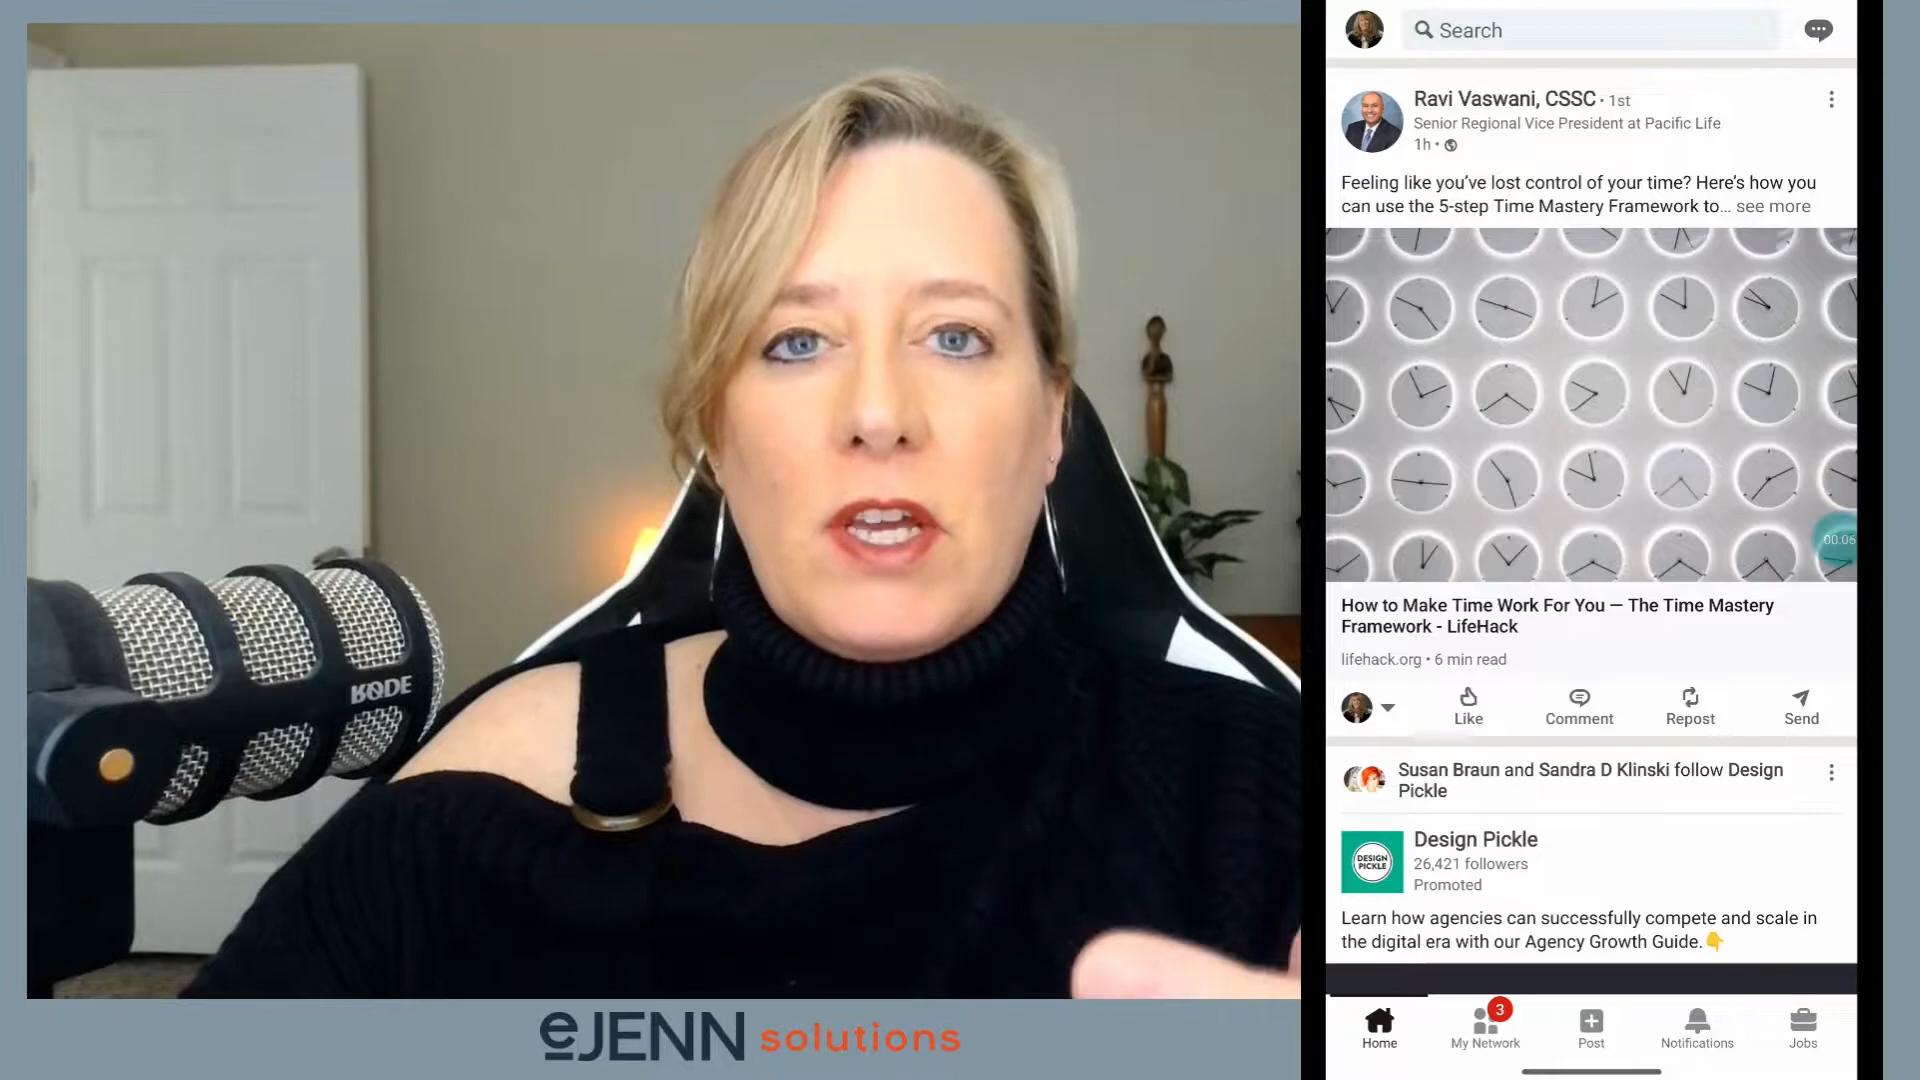 RØDE
eJENN solutions
Search
Ravi Vaswani, CSSC • 1st
Senior Regional Vice President at Pacific Life
1h •
Feeling like you've lost control of your time? Here's how you
can use the 5-step Time Mastery Framework to... see more
00:06
How to Make Time Work For You — The Time Mastery
Framework - LifeHack
lifehack.org • 6 min read
Like
Comment
Repost
Send
Susan Braun and Sandra D Klinski follow Design
Pickle
DESIGN
PICKLE
Design Pickle
26,421 followers
Promoted
Learn how agencies can successfully compete and scale in
the digital era with our Agency Growth Guide.👇
3
Home
My Network
Post
Notifications
Jobs